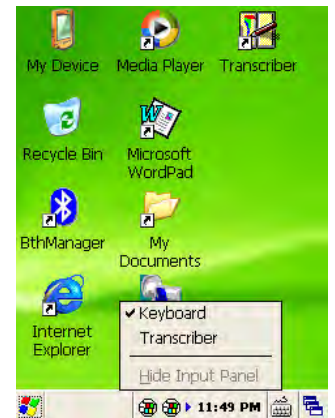 My Device
Media Player
Transcriber
Recycle Bin
Microsoft
WordPad
BthManager
My
Documents
Internet
Explorer
Keyboard
Transcriber
Hide Input Panel
11:49 PM